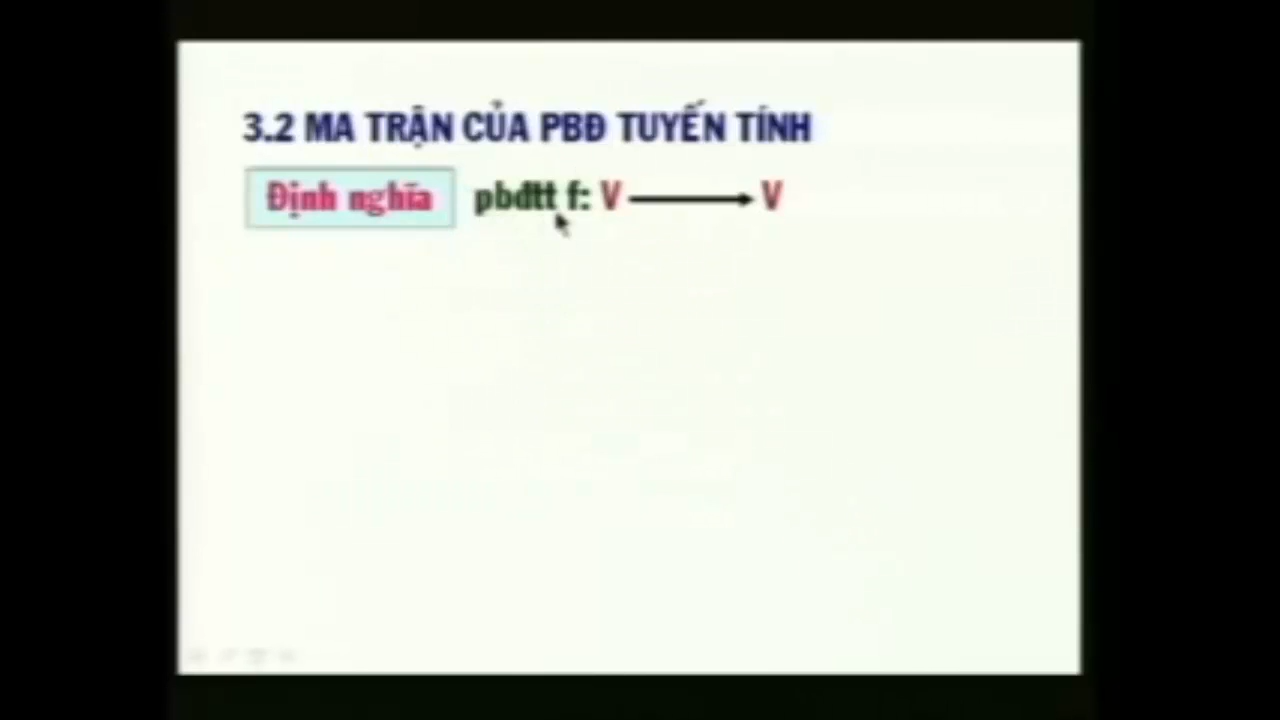 3.2 MA TRẬN CỦA PBĐ TUYẾN TÍNH
Định nghĩa pbđtt f: V → V